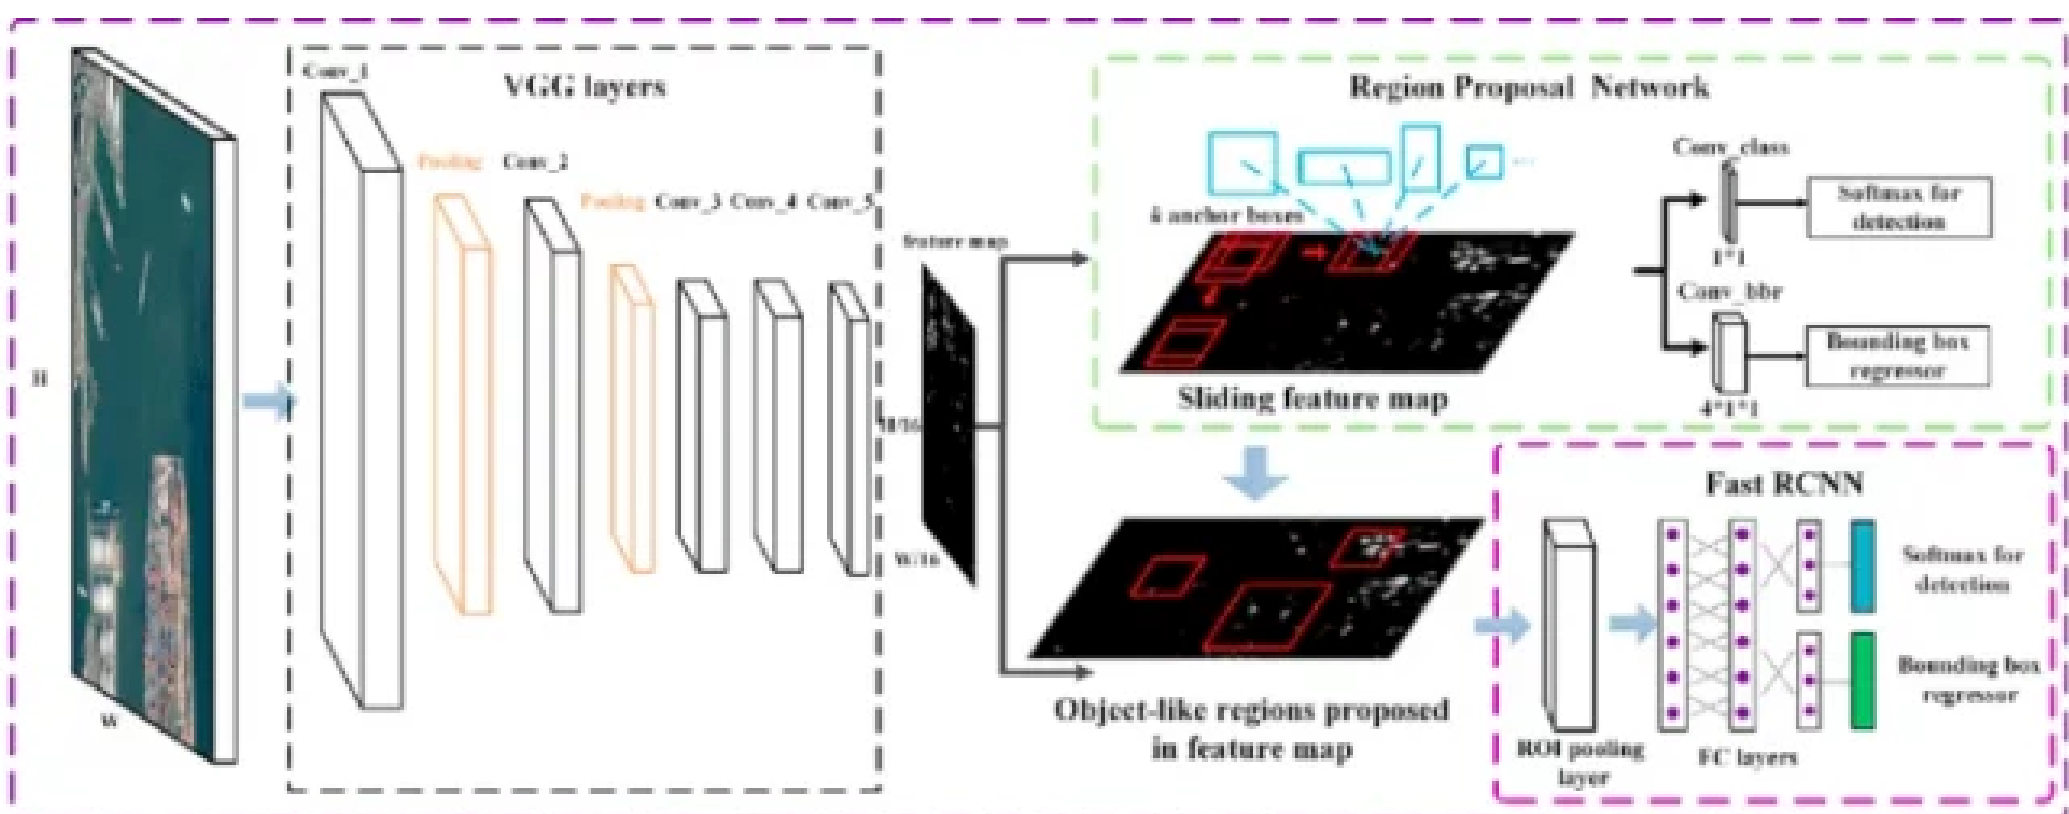 Conv_1
VGG layers
Pooling
Conv_2
Pooling
Conv_3
Conv_4
Conv_5
H
W
feature map
H/16
W/16
Region Proposal Network
anchor boxes
Sliding feature map
Conv_class
1*1
Softmax for
detection
Conv_bbr
4*1*1
Bounding box
regressor
Object-like regions proposed
in feature map
Fast RCNN
ROI pooling
layer
FC layers
Softmax for
detection
Bounding box
regressor